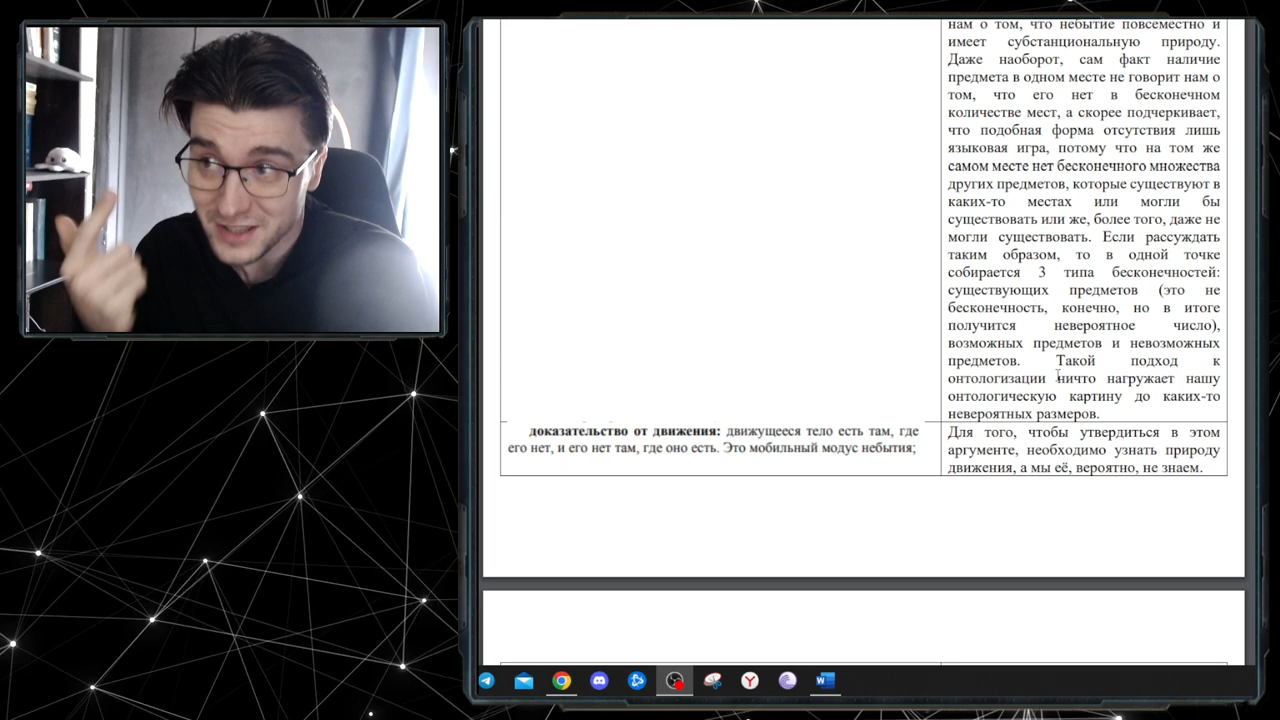 нам о том, что небытие повсеместно и
имеет субстанциональную природу.
Даже наоборот, сам факт наличие
предмета в одном месте не говорит нам о
том, что его нет в бесконечном
количестве мест, а скорее подчеркивает,
что подобная форма отсутствия лишь
языковая игра, потому что на том же
самом месте нет бесконечного множества
других предметов, которые существуют в
каких-то местах или могли бы
существовать или же, более того, даже не
могли существовать. Если рассуждать
таким образом, то в одной точке
собирается 3 типа бесконечностей:
существующих предметов (это не
бесконечность, конечно, но в итоге
получится невероятное число),
возможных предметов и невозможных
предметов. Такой подход к
онтологизации ничто нагружает нашу
онтологическую картину до каких-то
невероятных размеров.
доказательство от движения: движущееся тело есть там, где
его нет, и его нет там, где оно есть. Это мобильный модус небытия;
Для того, чтобы утвердиться в этом
аргументе, необходимо узнать природу
движения, а мы её, вероятно, не знаем.